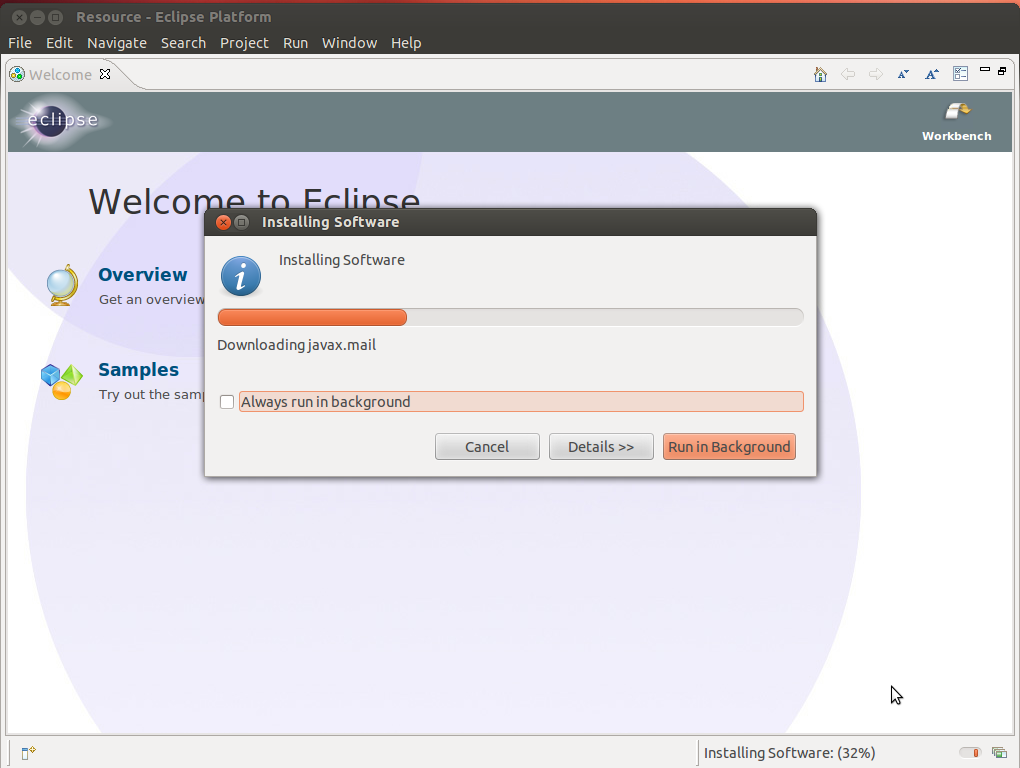 Resource - Eclipse Platform
File Edit Navigate Search Project Run Window Help
Welcome
eclipse
Workbench
Welcome to Eclipse
Installing Software
Installing Software
Overview
Get an overview
Downloading javax.mail
Samples
Try out the sam
Always run in background
Cancel Details >> Run in Background
Installing Software: (32%)